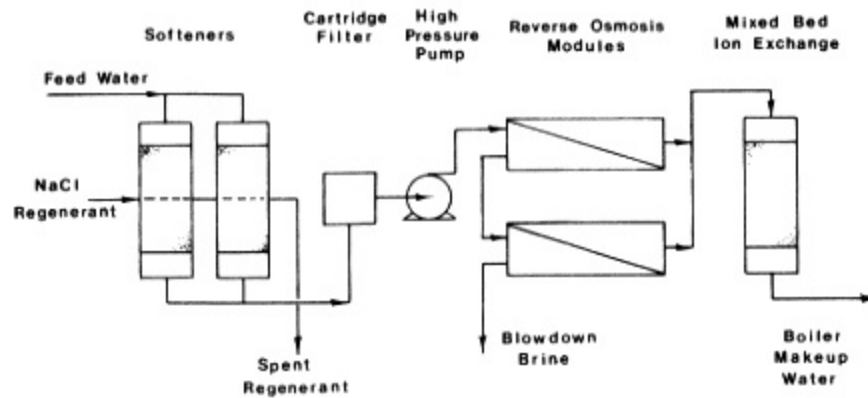 Softeners
Cartridge
Filter
High
Pressure
Pump
Reverse Osmosis
Modules
Mixed Bed
Ion Exchange
Feed Water
NaCl
Regenerant
Spent
Regenerant
Blowdown
Brine
Boiler
Makeup
Water